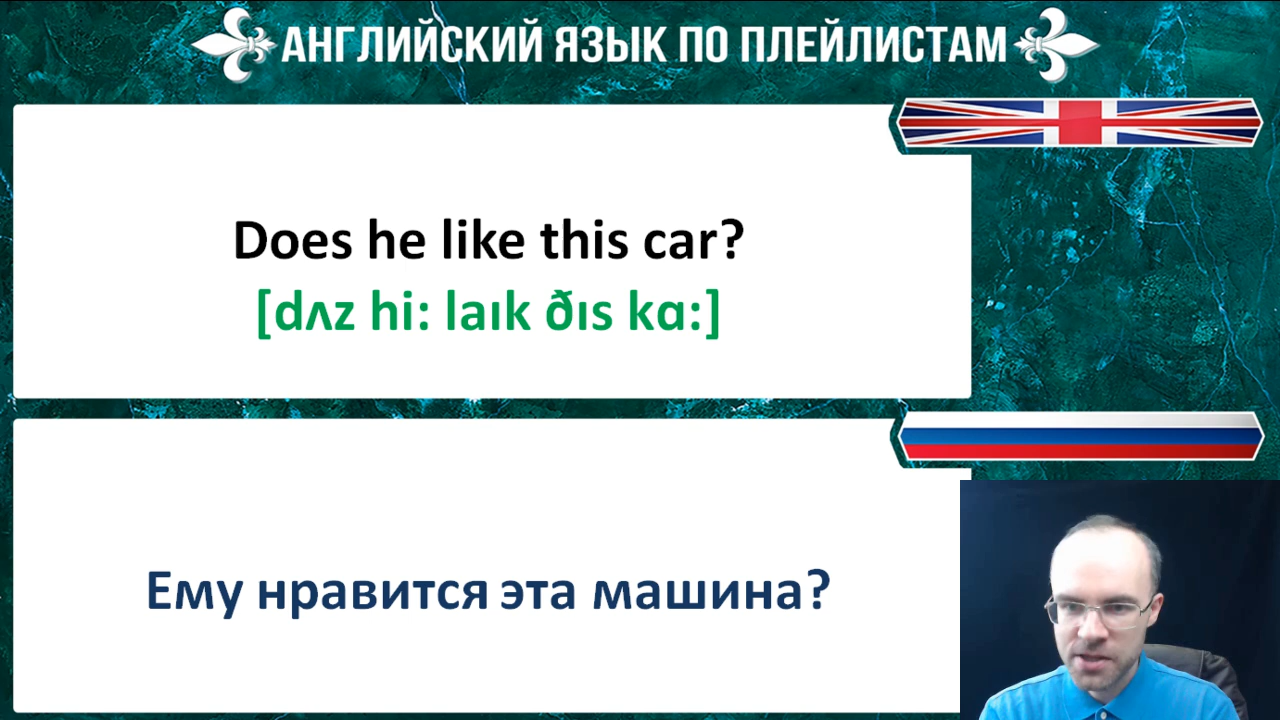 АНГЛИЙСКИЙ ЯЗЫК ПО ПЛЕЙЛИСТАМ
Does he like this car?
[dʌz hi: laɪk ðɪs kɑ:]
Ему нравится эта машина?